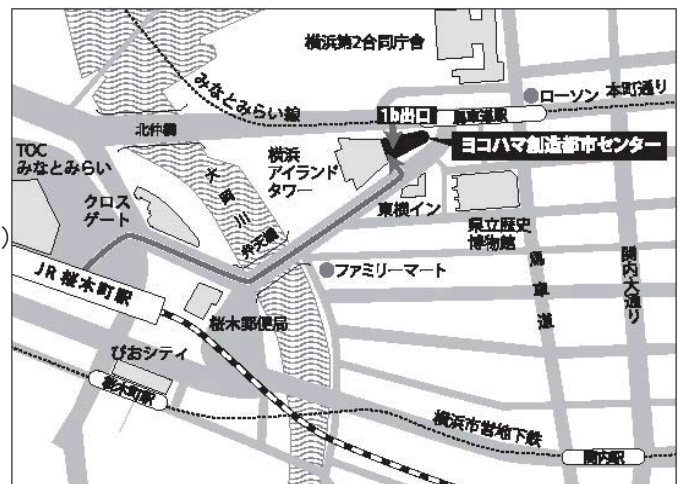 横浜第2合同庁舎
みなとみらい線
ローソン
本町通り
1b出口
馬車道駅
北仲橋
TOC
みなとみらい
横浜
アイランド
タワー
ヨコハマ創造都市センター
クロス
ゲート
大岡川
東横イン
県立歴史
博物館
弁天橋
)
ファミリーマート
JR 桜木町駅
馬車道
関内大通り
桜木郵便局
ぴおシティ
桜木町駅
横浜市営地下鉄
関内駅